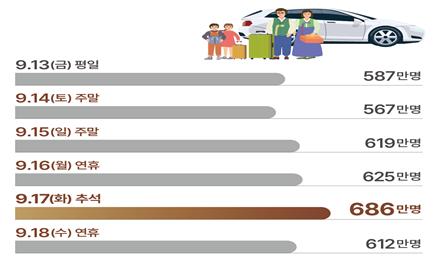 9.13(금) 평일
587만명
9.14(토) 주말
567만명
9.15(일) 주말
619만명
9.16(월) 연휴
625만명
9.17(화) 추석
686만명
9.18(수) 연휴
612만명